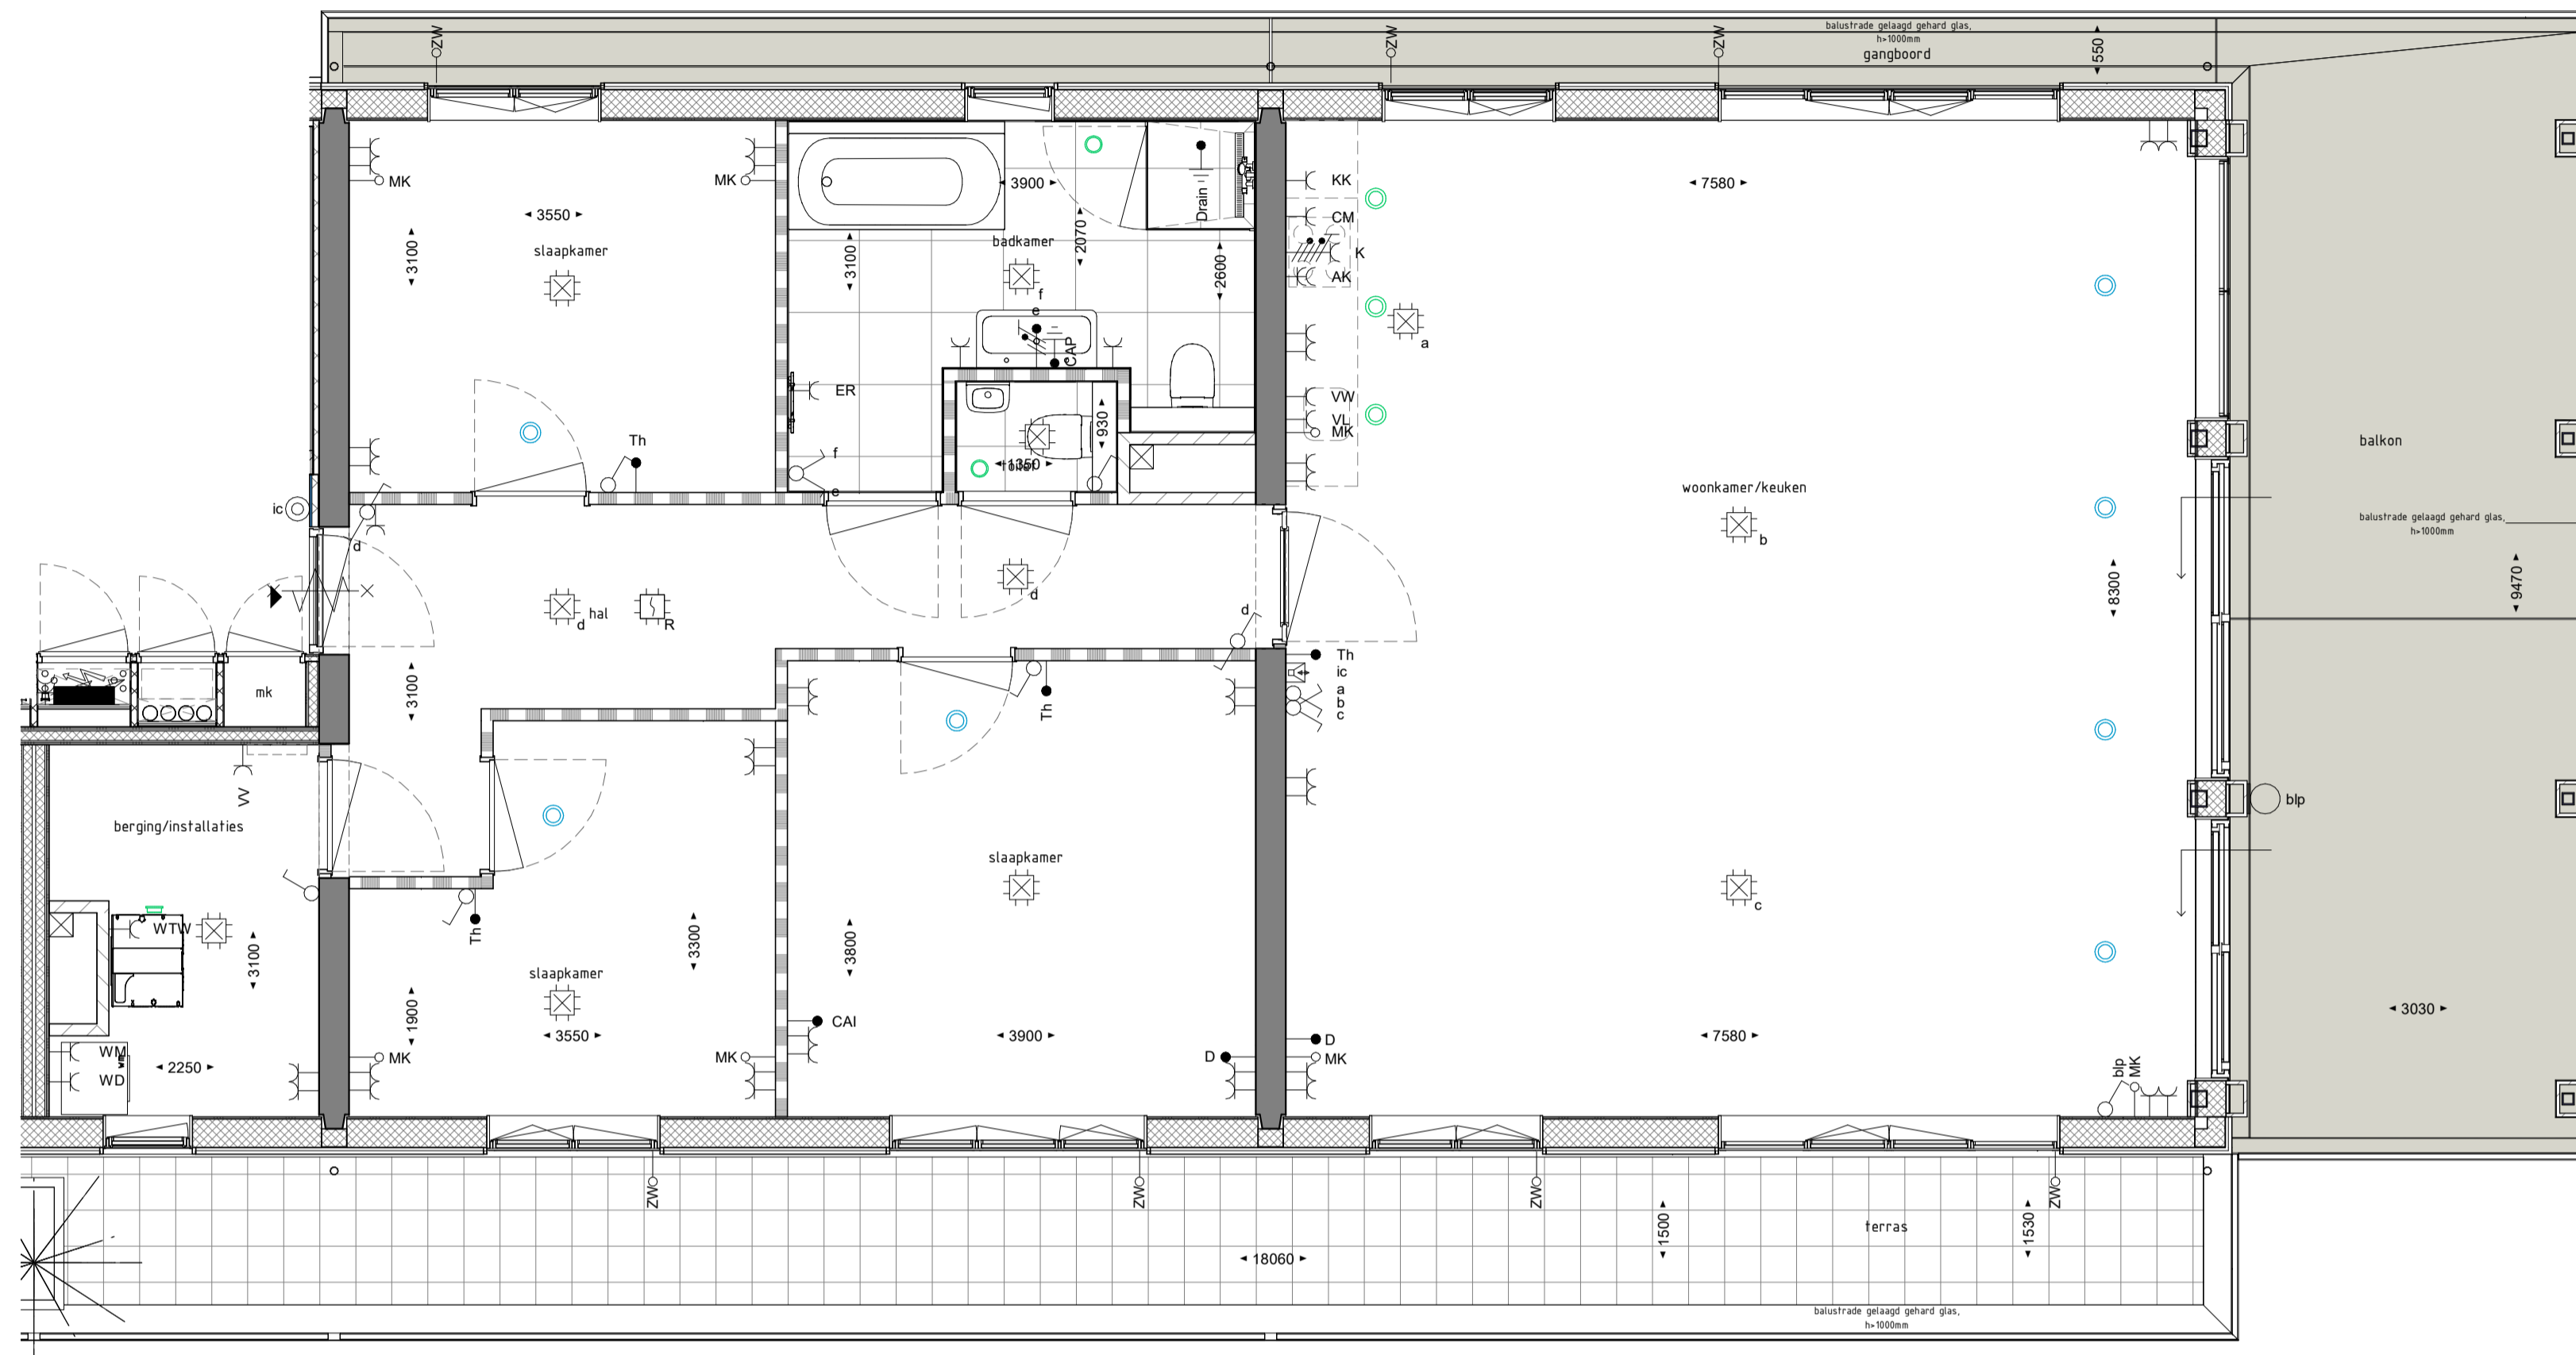 balustrade gelaagd gehard glas,
h>1000mm
gangboord
550
ZW
ZW
ZW
MK
MK
3550
3100
slaapkamer
3900
3100
badkamer
2070
2600
Drain
f
e
CAP
ER
f
e
930
1350
Th
KK
CM
K
AK
a
VW
VL
MK
7580
woonkamer/keuken
b
8300
balkon
balustrade gelaagd gehard glas,
h>1000mm
9470
ic
d
d
hal
R
d
d
Th
ic
a
b
c
mk
3100
Th
VV
berging/installaties
WTW
3100
WM
wm
WD
2250
Th
3300
slaapkamer
1900
3550
MK
MK
slaapkamer
3800
CAI
3900
D
D
MK
c
7580
blp
MK
blp
3030
ZW
ZW
ZW
ZW
1500
terras
1530
18060
balustrade gelaagd gehard glas,
h>1000mm